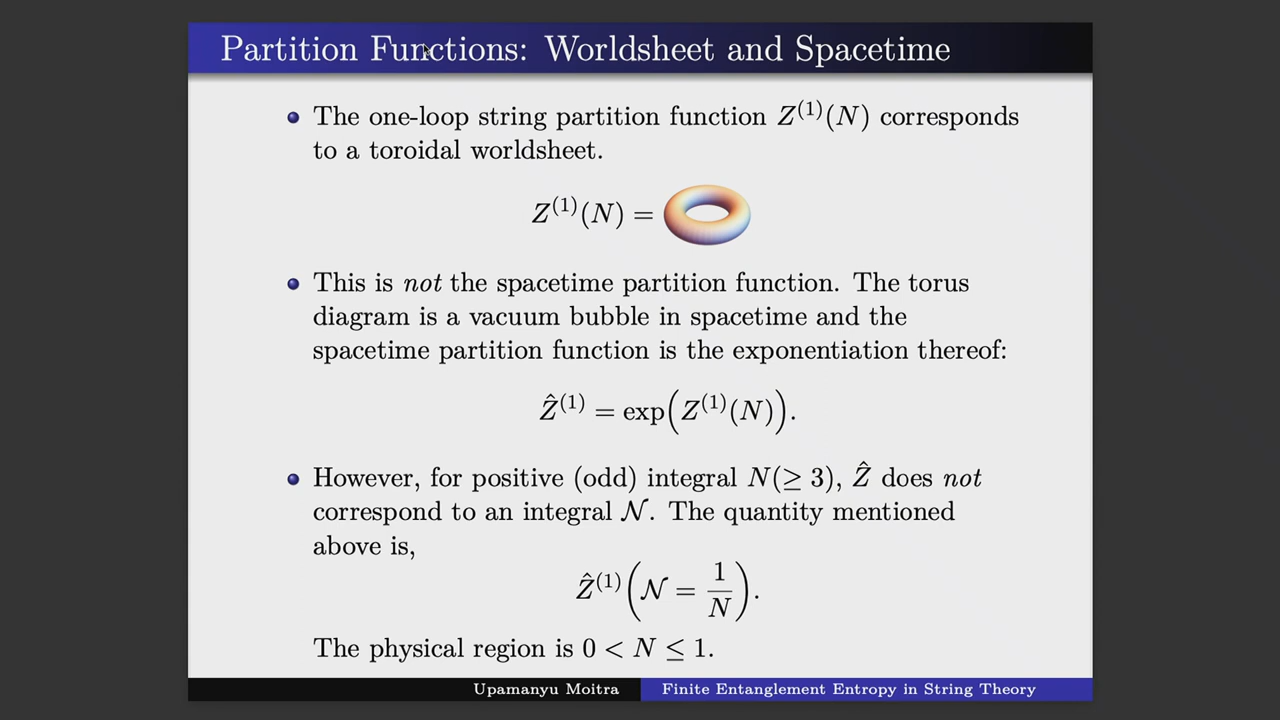 Partition Functions: Worldsheet and Spacetime
The one-loop string partition function Z^{(1)}(N) corresponds
to a toroidal worldsheet.
Z^{(1)}(N) =
This is not the spacetime partition function. The torus
diagram is a vacuum bubble in spacetime and the
spacetime partition function is the exponentiation thereof:
\hat{Z}^{(1)} = exp(Z^{(1)}(N)).
However, for positive (odd) integral N(≥ 3), \hat{Z} does not
correspond to an integral 𝒩. The quantity mentioned
above is,
\hat{Z}^{(1)}(𝒩 = \frac{1}{N}).
The physical region is 0 < N ≤ 1.
Upamanyu Moitra
Finite Entanglement Entropy in String Theory